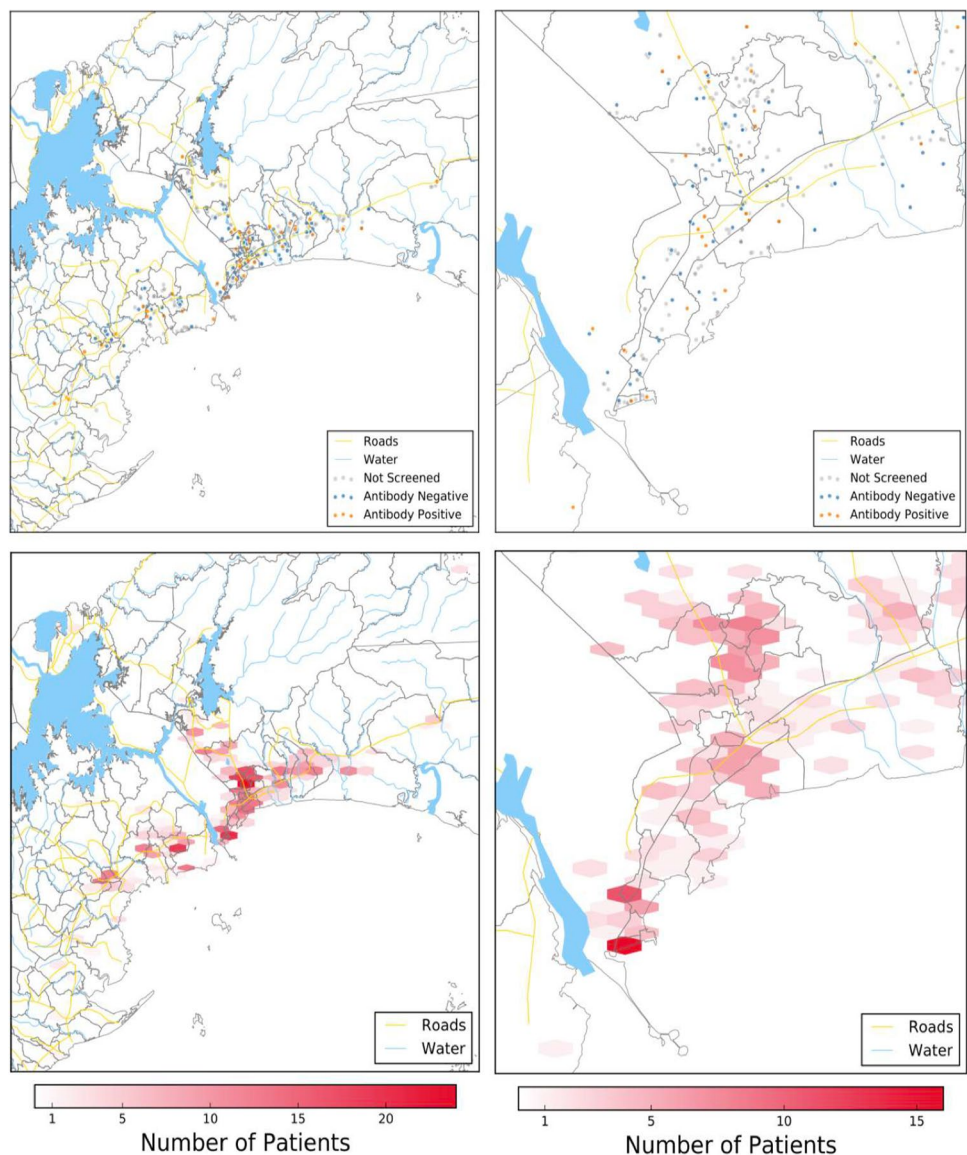 Roads
Water
Not Screened
Antibody Negative
Antibody Positive
Roads
Water
Not Screened
Antibody Negative
Antibody Positive
Roads
Water
Roads
Water
1 5 10 15 20
Number of Patients
1 5 10 15
Number of Patients